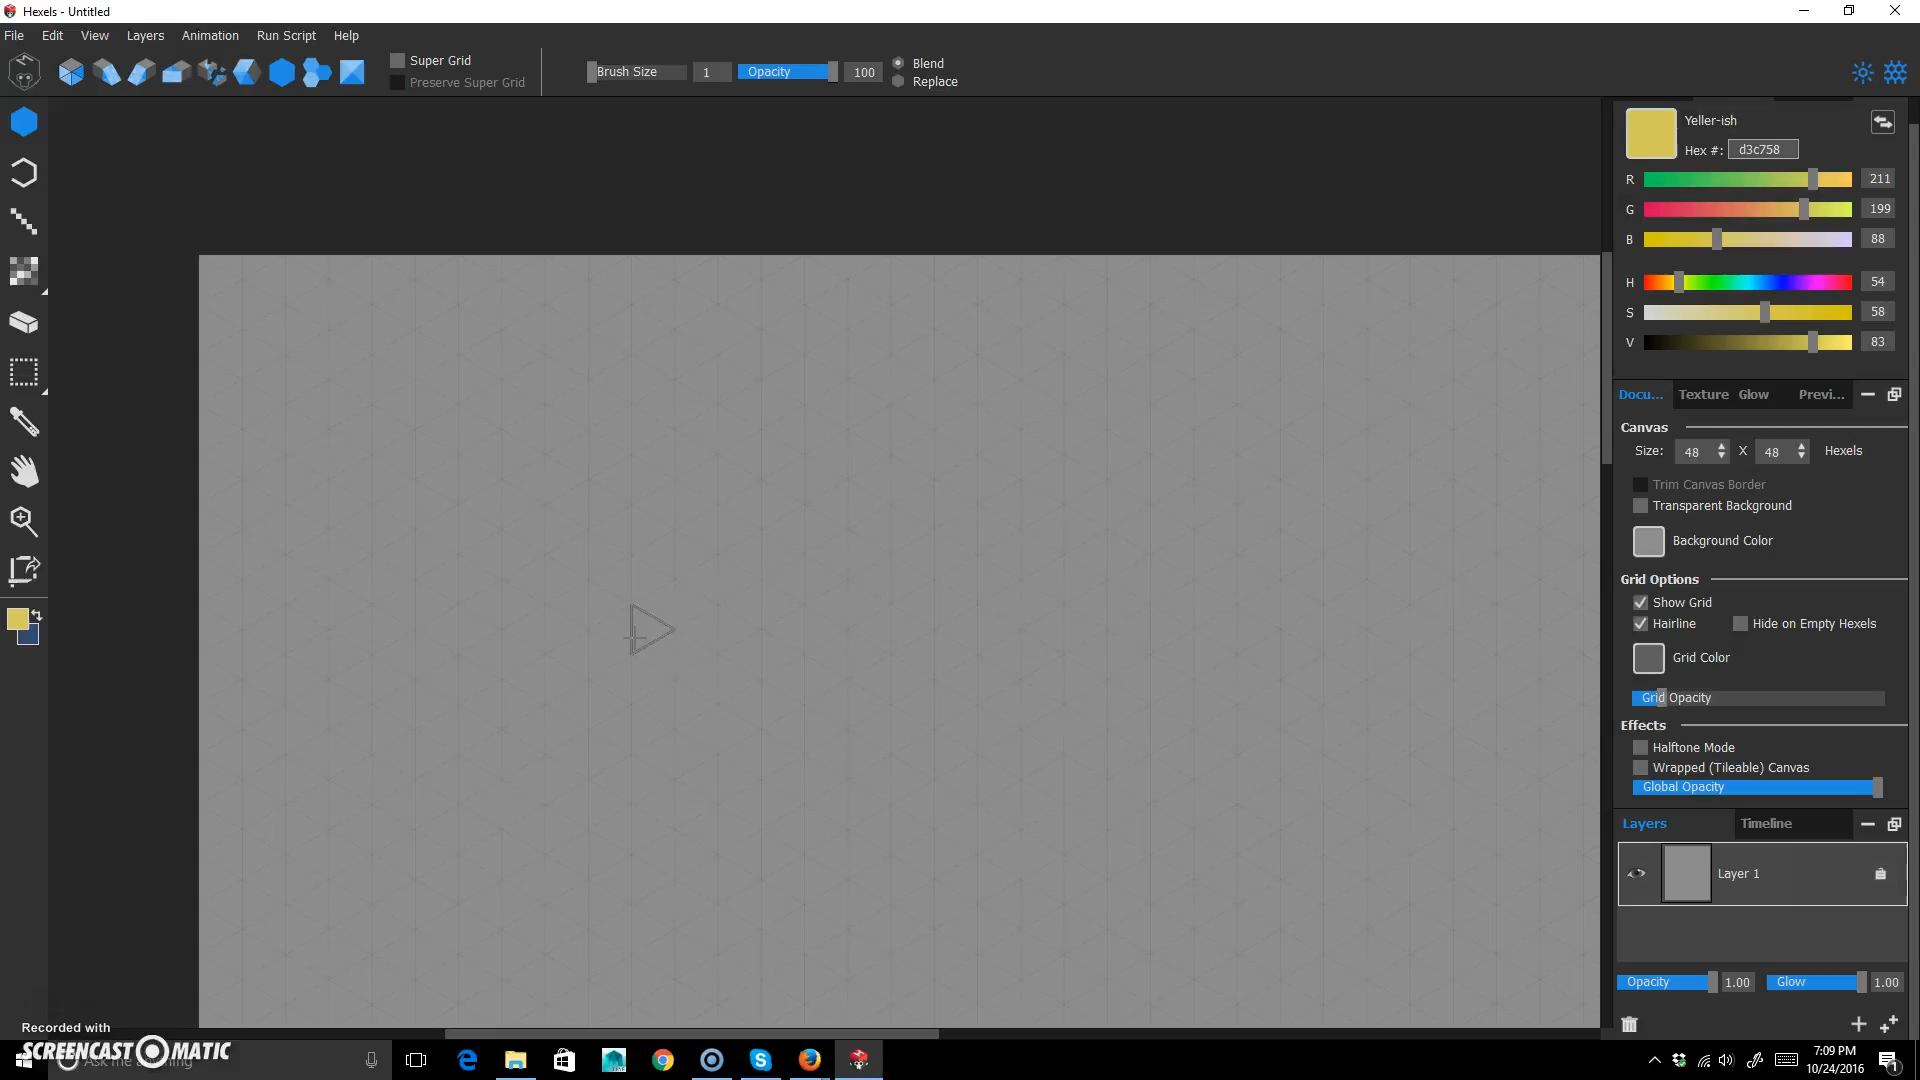 Hexels - Untitled
File Edit View Layers Animation Run Script Help
Super Grid
Preserve Super Grid
Brush Size 1 Opacity 100
Blend
Replace
Yeller-ish
Hex #: d3c758
R 211
G 199
B 88
H 54
S 58
V 83
Docu... Texture Glow Previ...
Canvas
Size: 48 X 48 Hexels
Trim Canvas Border
Transparent Background
Background Color
Grid Options
Show Grid
Hairline Hide on Empty Hexels
Grid Color
Grid Opacity
Effects
Halftone Mode
Wrapped (Tileable) Canvas
Global Opacity
Layers Timeline
Layer 1
Opacity 1.00 Glow 1.00
Recorded with
SCREENCAST MATIC
Ask me anything
7:09 PM
10/24/2016
1